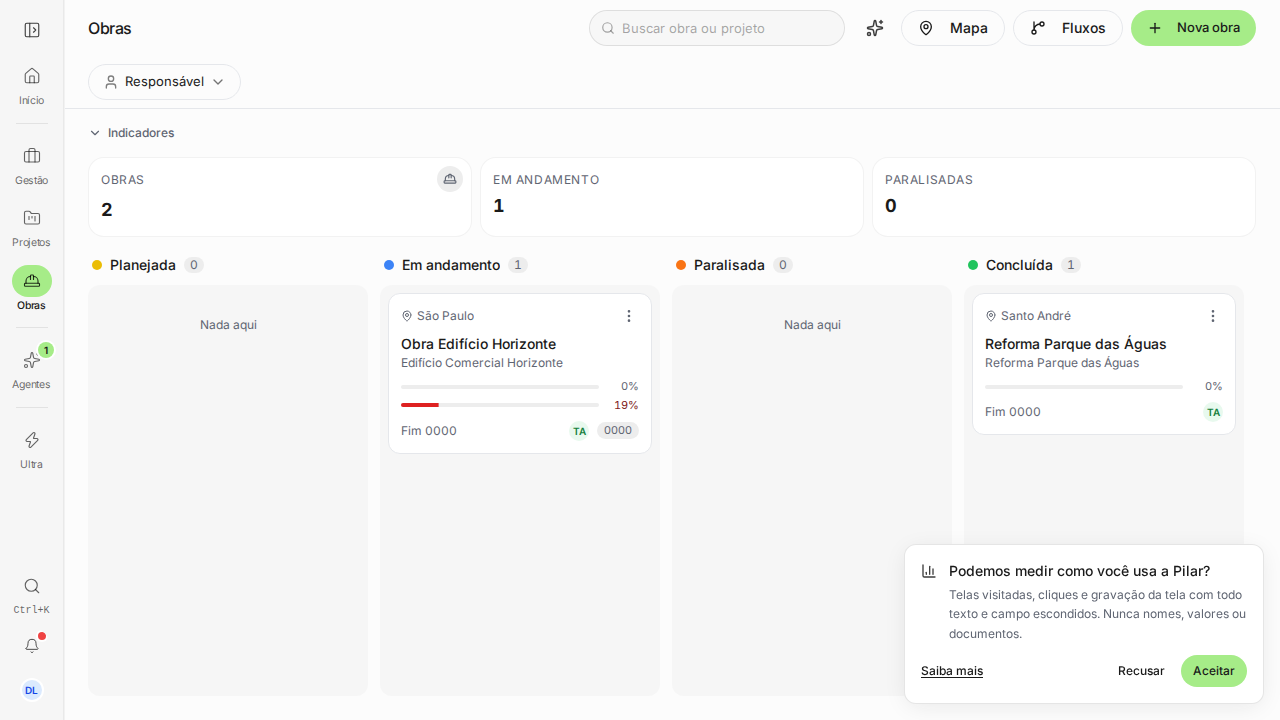 Obras
Buscar obra ou projeto
Mapa
Fluxos
Nova obra
Responsável
Início
Gestão
Projetos
Obras
1
Agentes
Ultra
Ctrl+K
DL
Indicadores
OBRAS
2
EM ANDAMENTO
1
PARALISADAS
0
Planejada 0
Nada aqui
Em andamento 1
São Paulo
Obra Edifício Horizonte
Edifício Comercial Horizonte
0%
19%
Fim 0000
TA
0000
Paralisada 0
Nada aqui
Concluída 1
Santo André
Reforma Parque das Águas
Reforma Parque das Águas
0%
Fim 0000
TA
Podemos medir como você usa a Pilar?
Telas visitadas, cliques e gravação da tela com todo
texto e campo escondidos. Nunca nomes, valores ou
documentos.
Saiba mais
Recusar
Aceitar